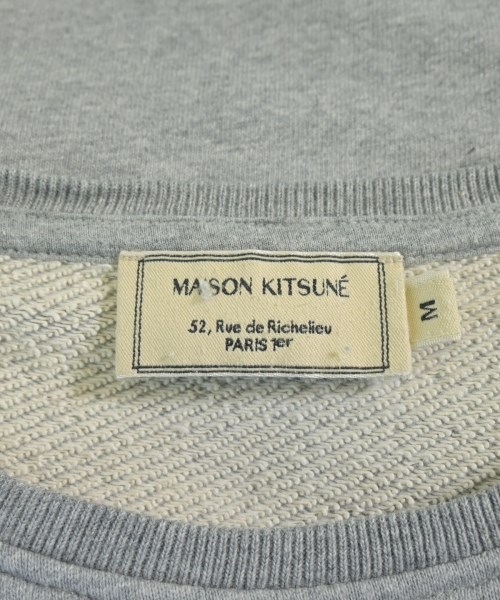 MAISON KITSUNÉ
52, Rue de Richelieu
PARIS 1er
M